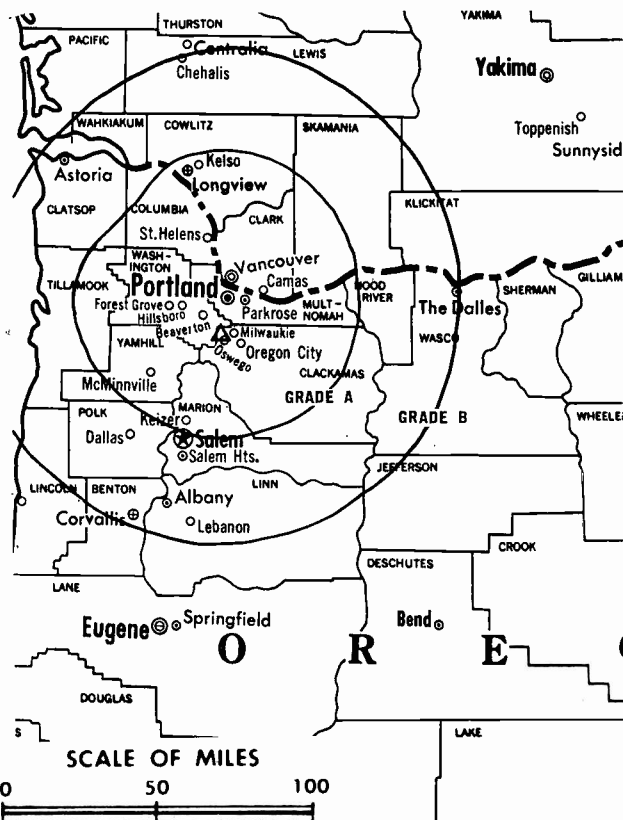 YAKIMA
THURSTON
PACIFIC
Centralia
LEWIS
Chehalis
Yakima
WAHKIAKUM
COWLITZ
SKAMANIA
Toppenish
Sunnysid
Kelso
Astoria
Longview
KLICKITAT
CLATSOP
COLUMBIA
CLARK
St.Helens
WASH-
INGTON
Vancouver
TILLAMOOK
Portland
Camas
HOOD
RIVER
GILLIAM
SHERMAN
Forest Grove
Parkrose
MULT-
NOMAH
The Dalles
Hillsboro
Beaverton
Milwaukie
WASCO
YAMHILL
Oswego
Oregon City
McMinnville
CLACKAMAS
GRADE A
POLK
MARION
GRADE B
WHEELE
Keizer
Dallas
Salem
Salem Hts.
JEFFERSON
LINCOLN
BENTON
LINN
Albany
Corvallis
Lebanon
CROOK
DESCHUTES
LANE
Eugene
Springfield
Bend
O R E
DOUGLAS
S
LAKE
SCALE OF MILES
0 50 100